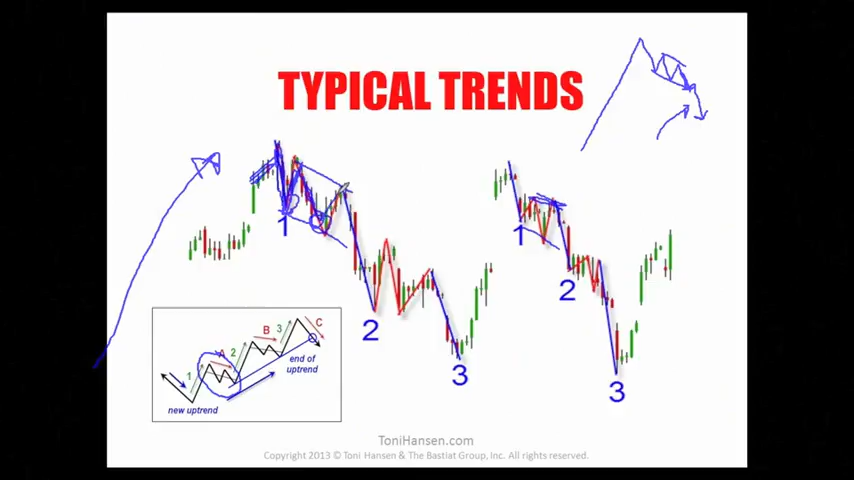 TYPICAL TRENDS
1
2
3
1
2
3
1
A
2
B
3
C
end of
uptrend
new uptrend
ToniHansen.com
Copyright 2013 © Toni Hansen & The Bastiat Group, Inc. All rights reserved.